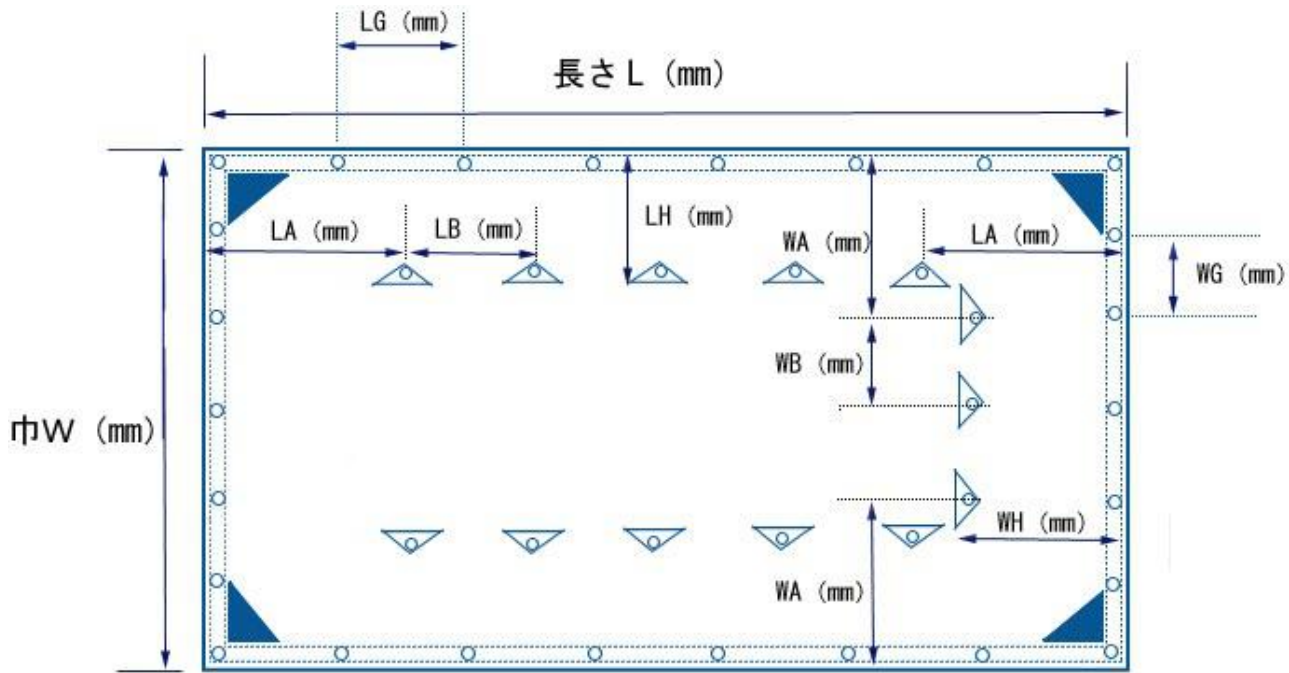 LG (mm)
長さL (mm)
LA (mm)
LB (mm)
LH (mm)
WA (mm)
LA (mm)
WG (mm)
WB (mm)
巾W (mm)
WH (mm)
WA (mm)